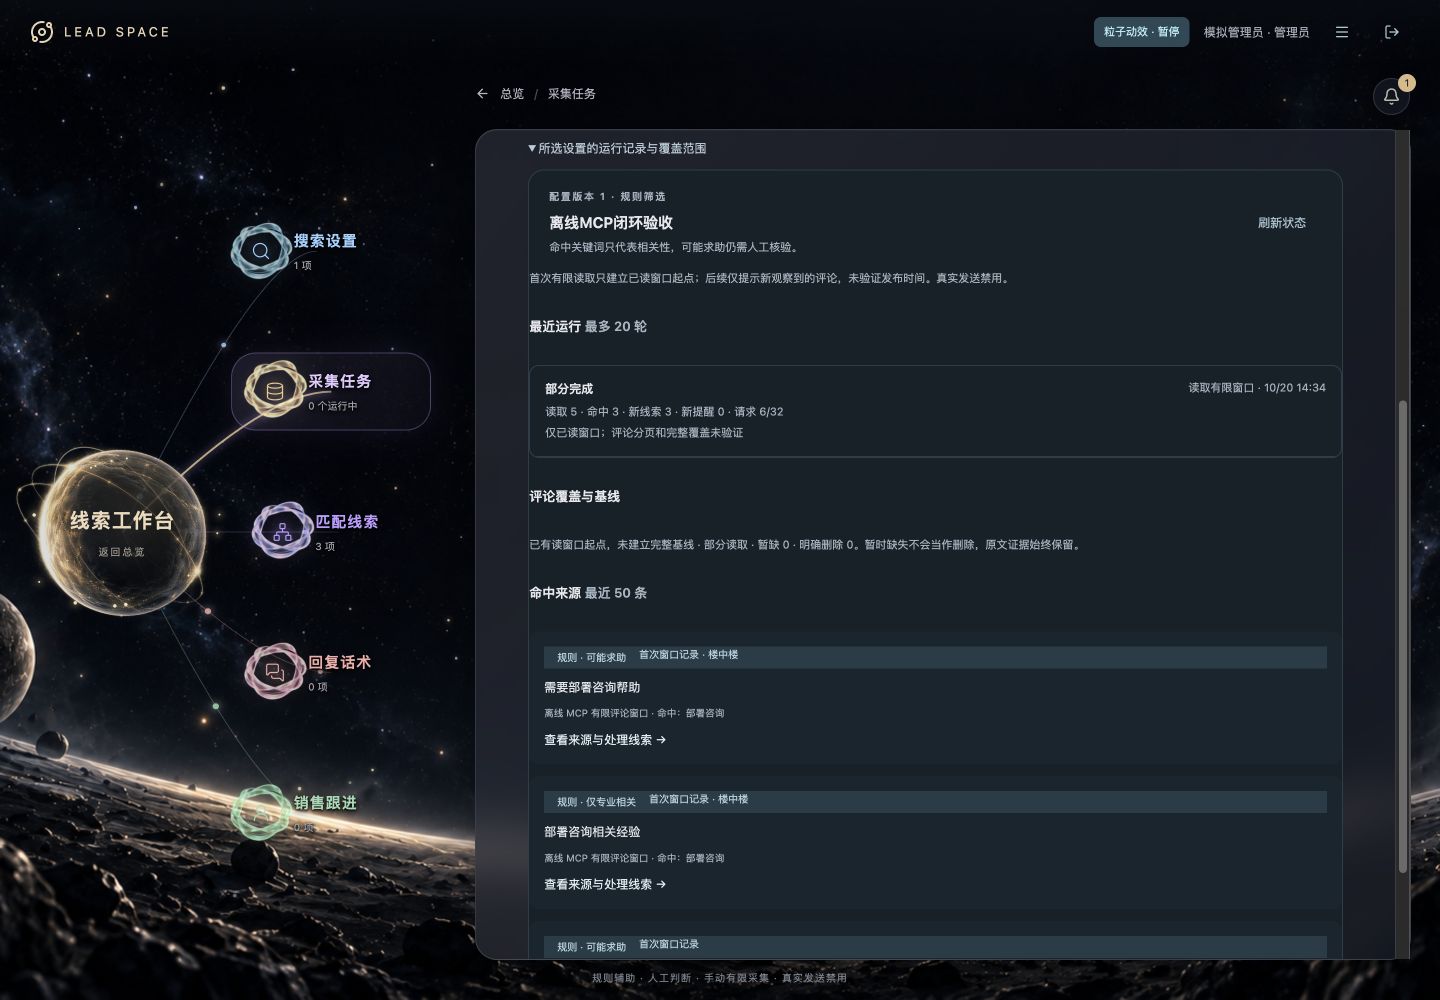 LEAD SPACE
粒子动效 · 暂停
模拟管理员 · 管理员
总览 / 采集任务
1
搜索设置
1 项
采集任务
0 个运行中
线索工作台
返回总览
匹配线索
3 项
回复话术
0 项
销售跟进
0 项
所选设置的运行记录与覆盖范围
配置版本 1 · 规则筛选
离线MCP闭环验收
刷新状态
命中关键词只代表相关性，可能求助仍需人工核验。
首次有限读取只建立已读窗口起点；后续仅提示新观察到的评论，未验证发布时间。真实发送禁用。
最近运行 最多 20 轮
部分完成
读取有限窗口 · 10/20 14:34
读取 5 · 命中 3 · 新线索 3 · 新提醒 0 · 请求 6/32
仅已读窗口；评论分页和完整覆盖未验证
评论覆盖与基线
已有读窗口起点，未建立完整基线 · 部分读取 · 暂缺 0 · 明确删除 0。暂时缺失不会当作删除，原文证据始终保留。
命中来源 最近 50 条
规则 · 可能求助 首次窗口记录 · 楼中楼
需要部署咨询帮助
离线 MCP 有限评论窗口 · 命中：部署咨询
查看来源与处理线索 →
规则 · 仅专业相关 首次窗口记录 · 楼中楼
部署咨询相关经验
离线 MCP 有限评论窗口 · 命中：部署咨询
查看来源与处理线索 →
规则 · 可能求助 首次窗口记录
规则辅助 · 人工判断 · 手动有限采集 · 真实发送禁用